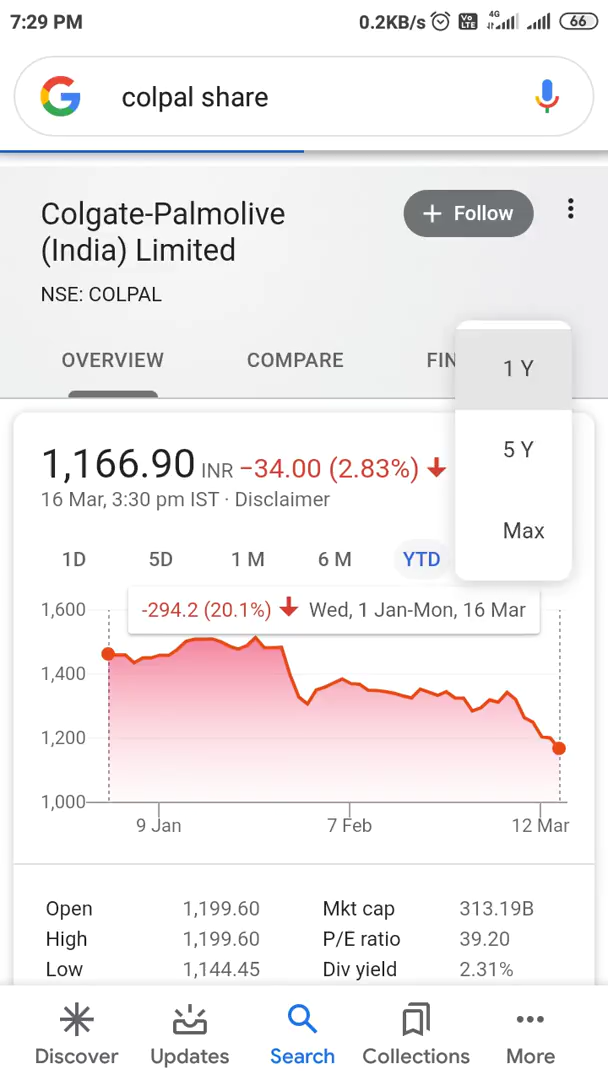 7:29 PM 0.2KB/s Vo LTE 4G 66
colpal share
Colgate-Palmolive
(India) Limited
+ Follow
NSE: COLPAL
OVERVIEW COMPARE FIN
1 Y
5 Y
Max
1,166.90 INR −34.00 (2.83%)
16 Mar, 3:30 pm IST · Disclaimer
1D 5D 1 M 6 M YTD
-294.2 (20.1%) Wed, 1 Jan-Mon, 16 Mar
1,600
1,400
1,200
1,000
9 Jan 7 Feb 12 Mar
Open 1,199.60 Mkt cap 313.19B
High 1,199.60 P/E ratio 39.20
Low 1,144.45 Div yield 2.31%
Discover Updates Search Collections More